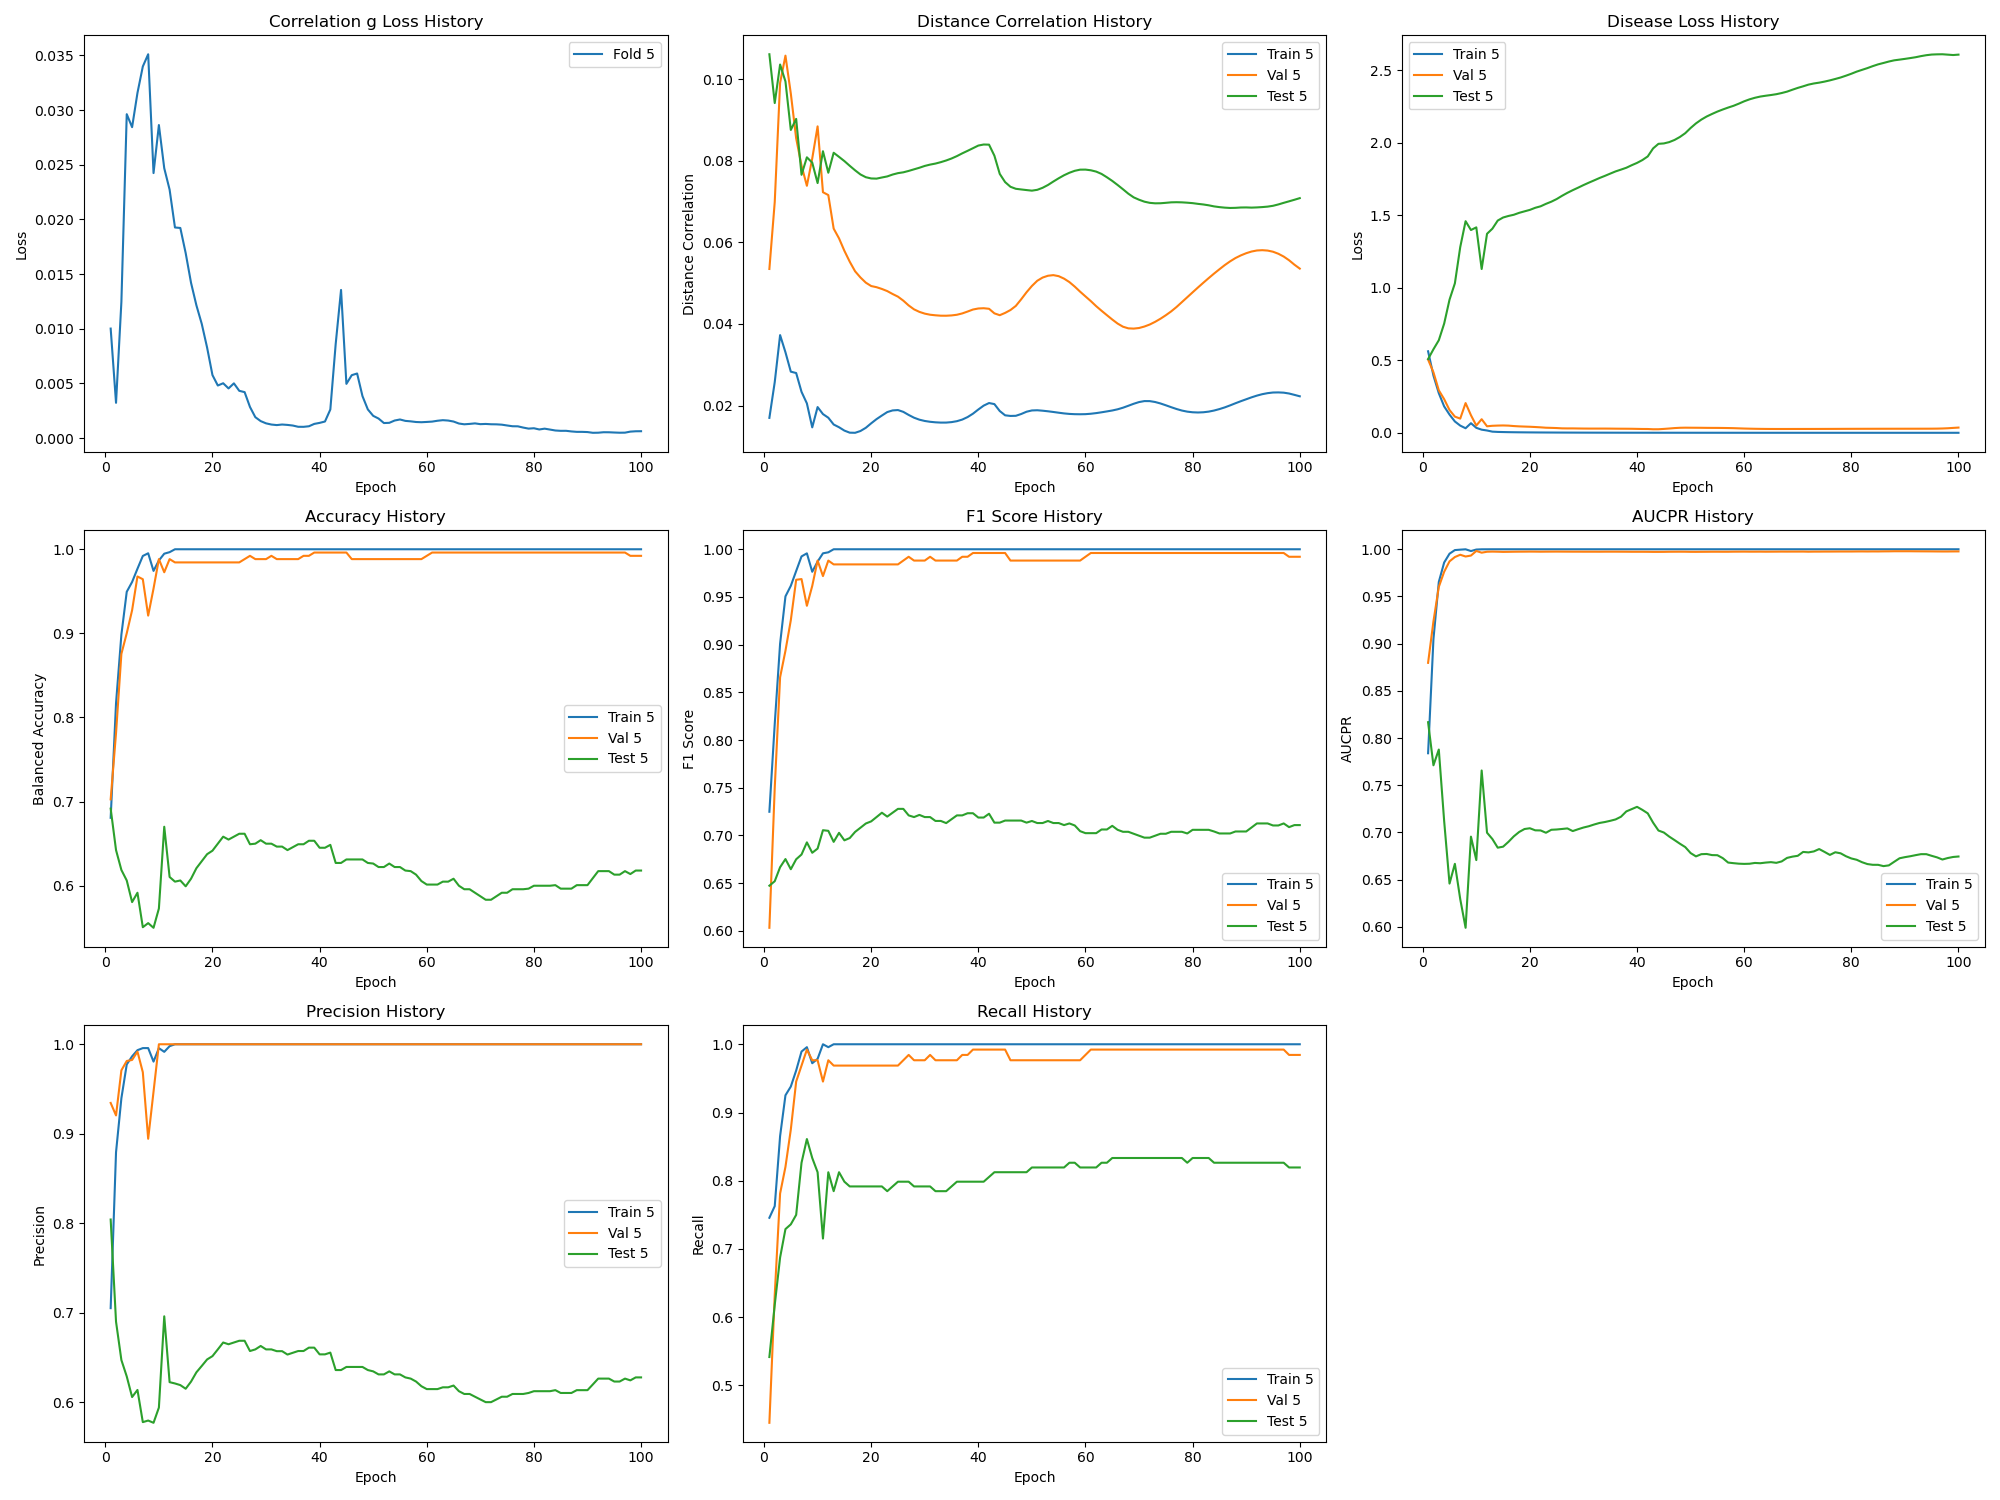 Correlation g Loss History
Fold 5
0.035
0.030
0.025
0.020
0.015
0.010
0.005
0.000
Loss
0 20 40 60 80 100
Epoch
Distance Correlation History
Train 5
Val 5
Test 5
0.10
0.08
0.06
0.04
0.02
Distance Correlation
0 20 40 60 80 100
Epoch
Disease Loss History
Train 5
Val 5
Test 5
2.5
2.0
1.5
1.0
0.5
0.0
Loss
0 20 40 60 80 100
Epoch
Accuracy History
1.0
0.9
0.8
0.7
0.6
Balanced Accuracy
Train 5
Val 5
Test 5
0 20 40 60 80 100
Epoch
F1 Score History
1.00
0.95
0.90
0.85
0.80
0.75
0.70
0.65
0.60
F1 Score
Train 5
Val 5
Test 5
0 20 40 60 80 100
Epoch
AUCPR History
1.00
0.95
0.90
0.85
0.80
0.75
0.70
0.65
0.60
AUCPR
Train 5
Val 5
Test 5
0 20 40 60 80 100
Epoch
Precision History
1.0
0.9
0.8
0.7
0.6
Precision
Train 5
Val 5
Test 5
0 20 40 60 80 100
Epoch
Recall History
1.0
0.9
0.8
0.7
0.6
0.5
Recall
Train 5
Val 5
Test 5
0 20 40 60 80 100
Epoch